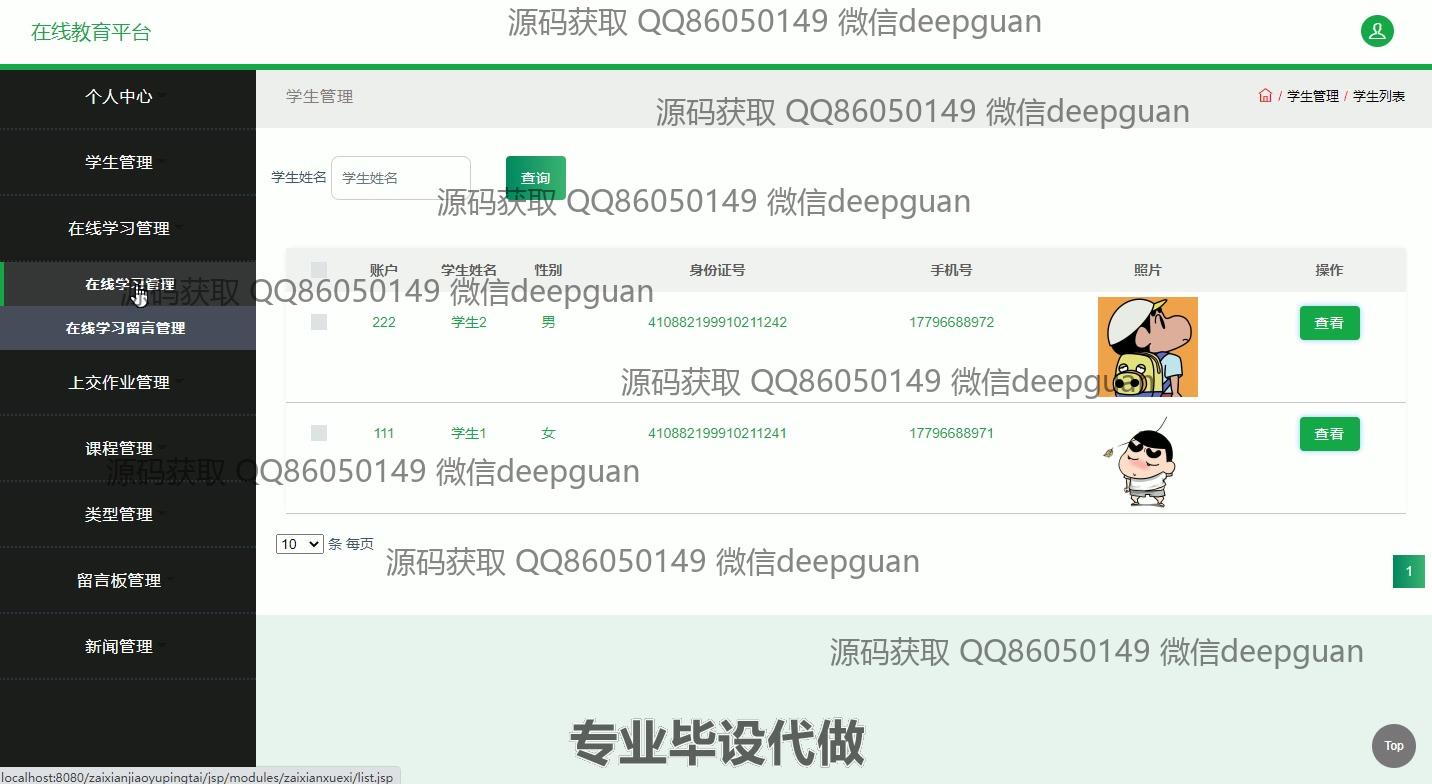 在线教育平台
源码获取 QQ86050149 微信deepguan
个人中心
学生管理
/ 学生管理 / 学生列表
源码获取 QQ86050149 微信deepguan
学生管理
学生姓名 学生姓名 查询
源码获取 QQ86050149 微信deepguan
在线学习管理
账户 学生姓名 性别 身份证号 手机号 照片 操作
在线学习管理
源码获取 QQ86050149 微信deepguan
222 学生2 男 410882199910211242 17796688972 查看
在线学习留言管理
上交作业管理
源码获取 QQ86050149 微信deepguan
111 学生1 女 410882199910211241 17796688971 查看
课程管理
源码获取 QQ86050149 微信deepguan
类型管理
10 条 每页
源码获取 QQ86050149 微信deepguan
1
留言板管理
新闻管理
源码获取 QQ86050149 微信deepguan
专业毕设代做
Top
localhost:8080/zaixianjiaoyupingtai/jsp/modules/zaixianxuexi/list.jsp